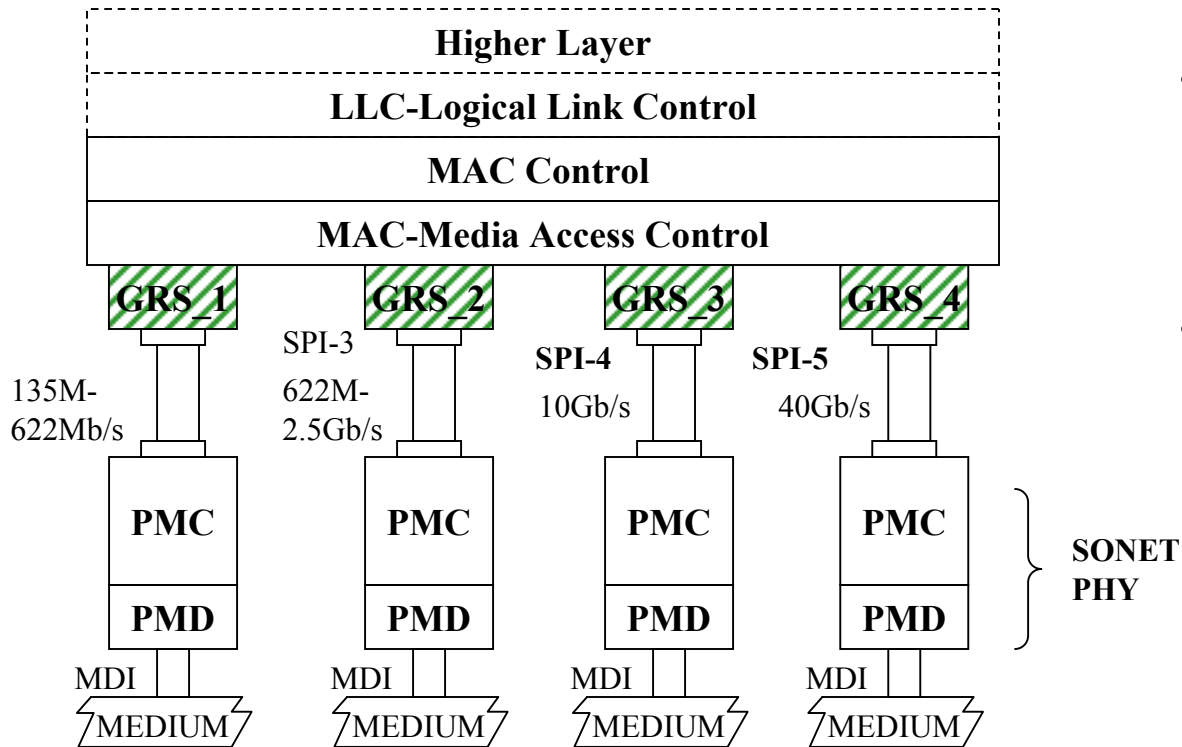 Higher Layer
LLC-Logical Link Control
MAC Control
MAC-Media Access Control
GRS_1
GRS_2
GRS_3
GRS_4
135M-
622Mb/s
SPI-3
622M-
2.5Gb/s
SPI-4
10Gb/s
SPI-5
40Gb/s
PMC
PMC
PMC
PMC
SONET
PHY
PMD
PMD
PMD
PMD
MDI
MDI
MDI
MDI
MEDIUM
MEDIUM
MEDIUM
MEDIUM